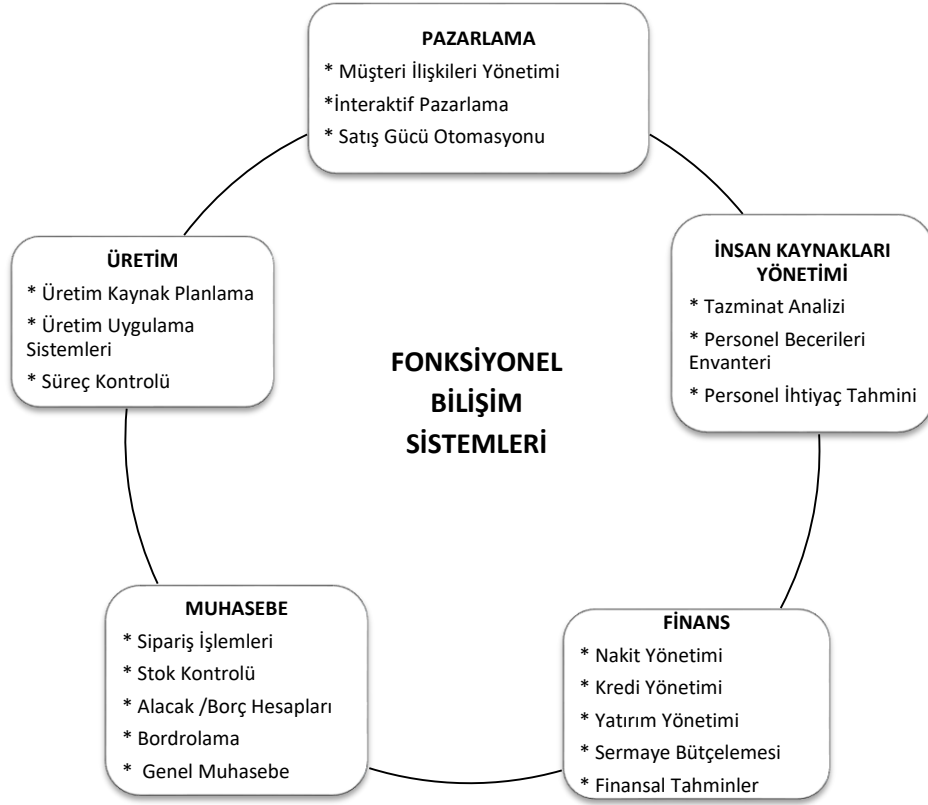 PAZARLAMA
* Müşteri İlişkileri Yönetimi
*İnteraktif Pazarlama
* Satış Gücü Otomasyonu
ÜRETİM
* Üretim Kaynak Planlama
* Üretim Uygulama
Sistemleri
* Süreç Kontrolü
İNSAN KAYNAKLARI
YÖNETİMİ
* Tazminat Analizi
* Personel Becerileri
Envanteri
* Personel İhtiyaç Tahmini
FONKSİYONEL
BİLİŞİM
SİSTEMLERİ
MUHASEBE
* Sipariş İşlemleri
* Stok Kontrolü
* Alacak /Borç Hesapları
* Bordrolama
* Genel Muhasebe
FİNANS
* Nakit Yönetimi
* Kredi Yönetimi
* Yatırım Yönetimi
* Sermaye Bütçelemesi
* Finansal Tahminler